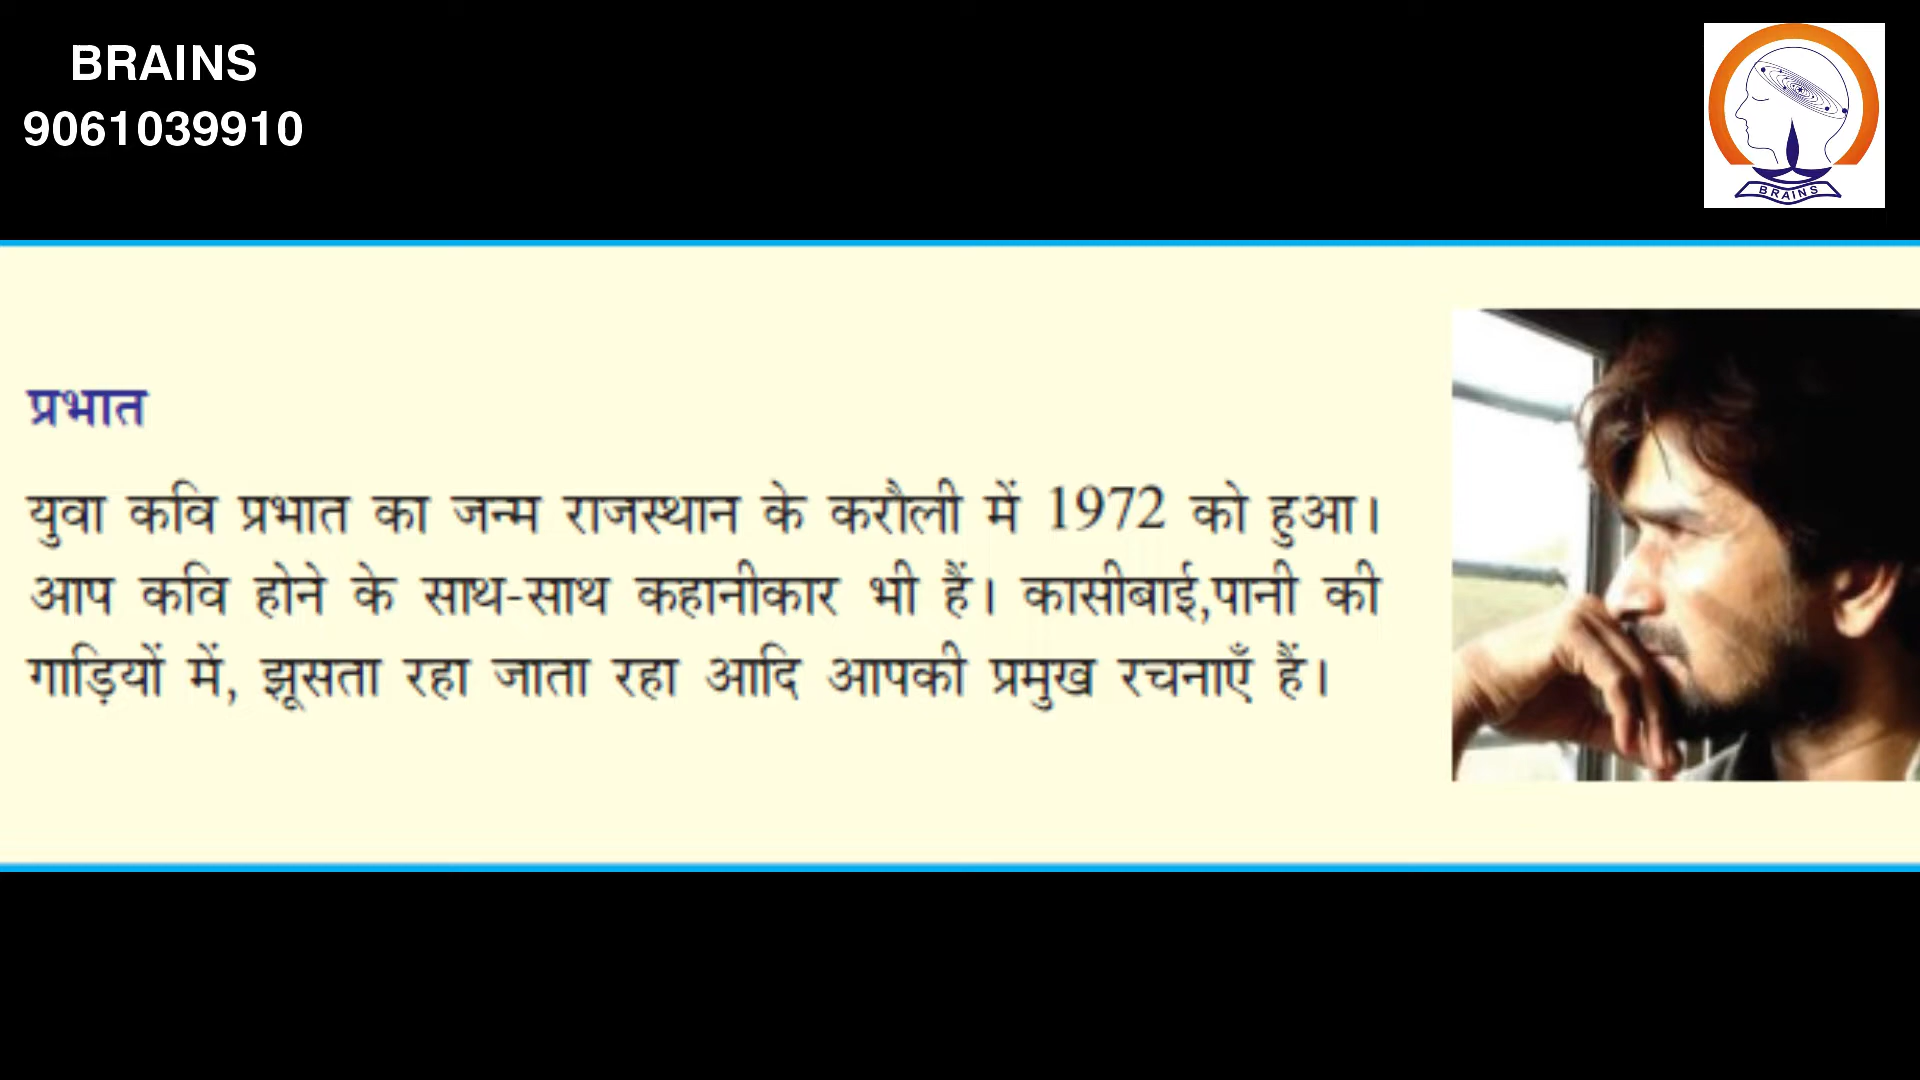 BRAINS
9061039910
BRAINS
प्रभात
युवा कवि प्रभात का जन्म राजस्थान के करौली में 1972 को हुआ।
आप कवि होने के साथ-साथ कहानीकार भी हैं। कासीबाई,पानी की
गाड़ियों में, झूसता रहा जाता रहा आदि आपकी प्रमुख रचनाएँ हैं।